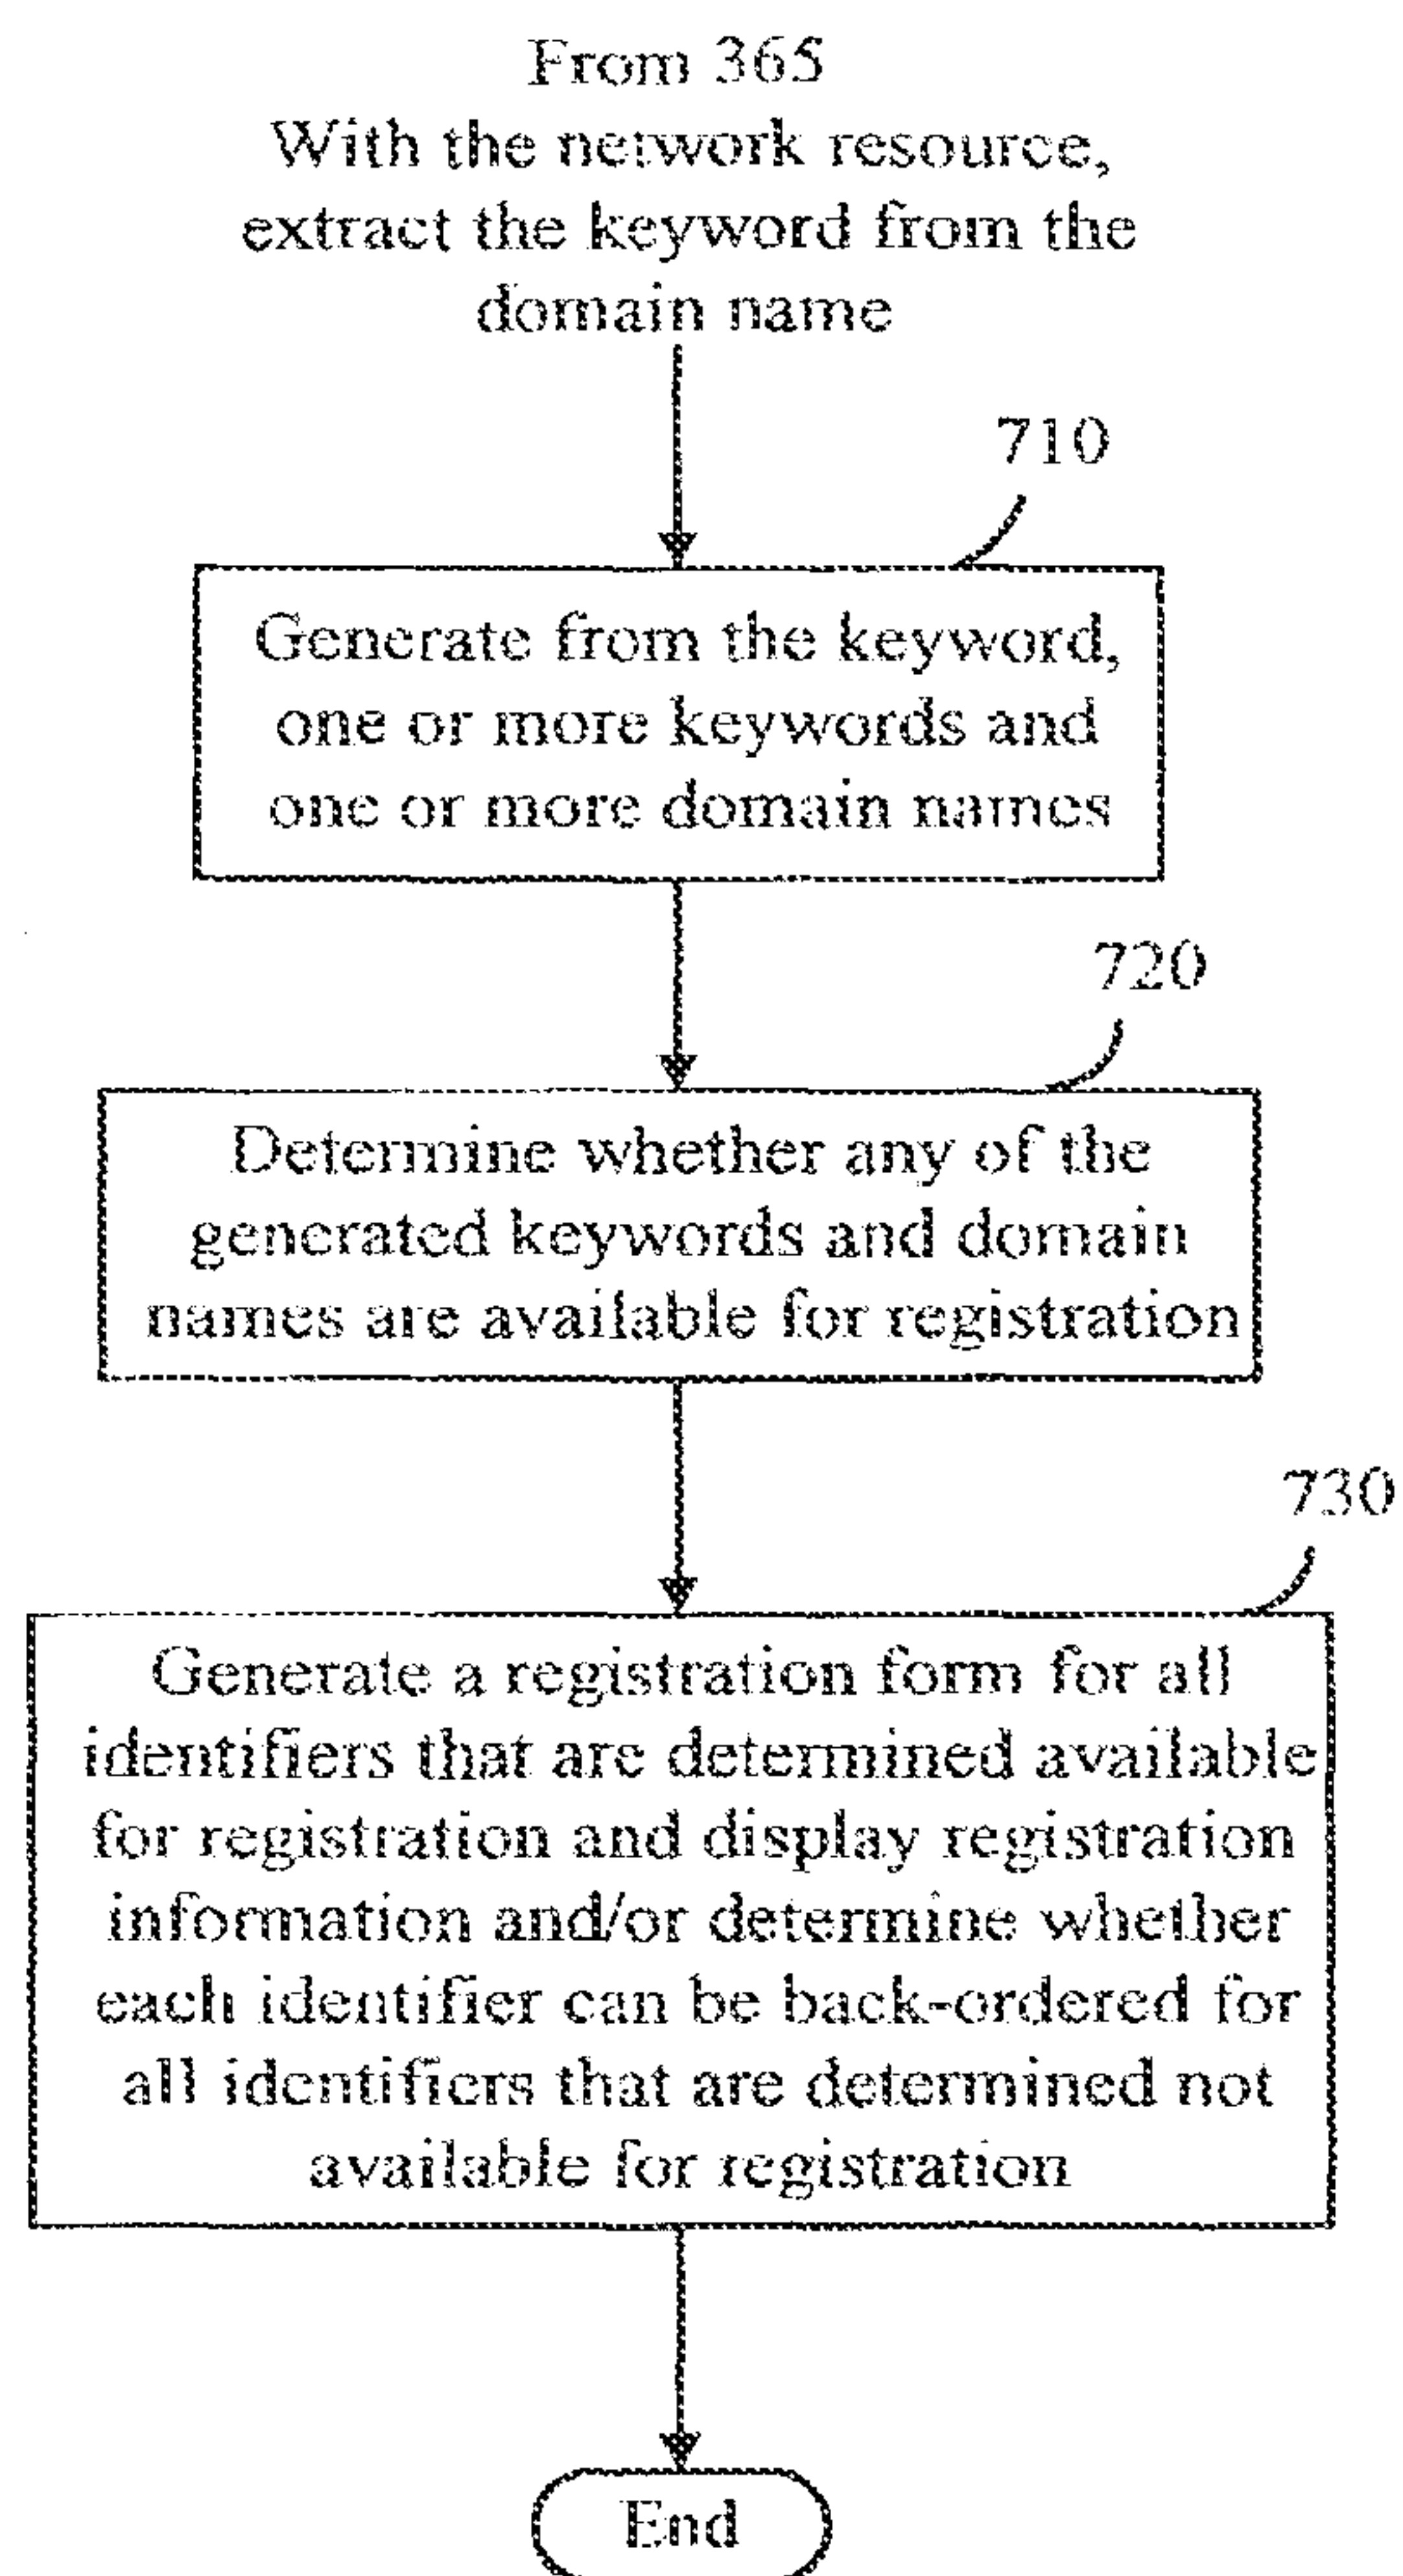 From 365
With the network resource,
extract the keyword from the
domain name
710
Generate from the keyword,
one or more keywords and
one or more domain names
720
Determine whether any of the
generated keywords and domain
names are available for registration
730
Generate a registration form for all
identifiers that are determined available
for registration and display registration
information and/or determine whether
each identifier can be back-ordered for
all identifiers that are determined not
available for registration
End